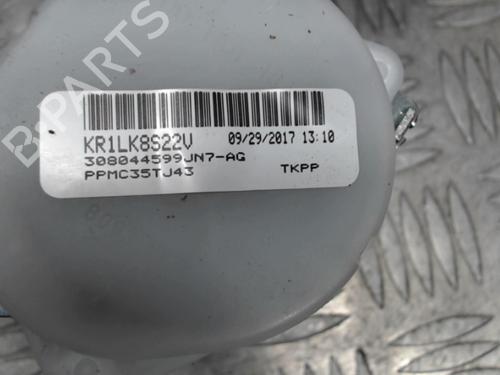 KR1LK8S22V 09/29/2017 13:10
308044599JN7-AG
PPMC35TJ43 TKPP
B-PARTS